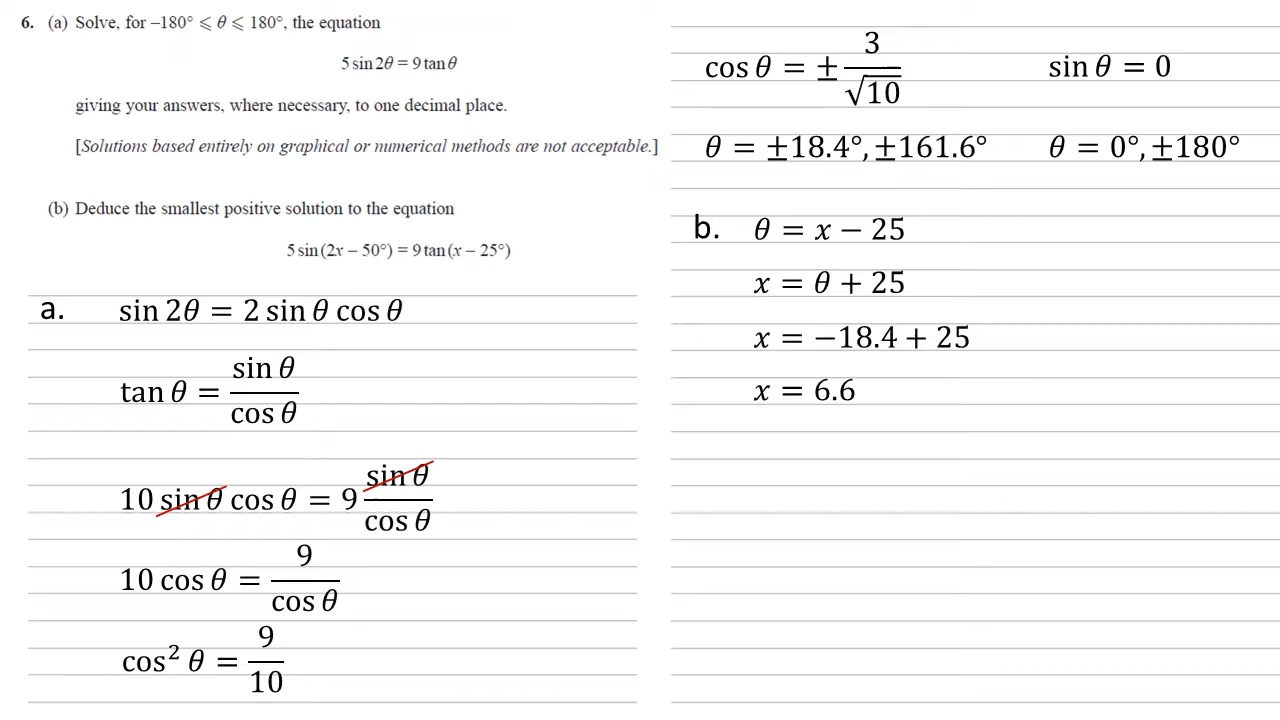 6. (a) Solve, for –180° ⩽ θ ⩽ 180°, the equation
5 sin 2θ = 9 tan θ
giving your answers, where necessary, to one decimal place.
[Solutions based entirely on graphical or numerical methods are not acceptable.]
(b) Deduce the smallest positive solution to the equation
5 sin (2x – 50°) = 9 tan (x – 25°)
a. sin 2θ = 2 sin θ cos θ
tan θ = sin θ / cos θ
10 sin θ cos θ = 9 sin θ / cos θ
10 cos θ = 9 / cos θ
cos² θ = 9 / 10
cos θ = ± 3 / √10 sin θ = 0
θ = ±18.4°, ±161.6° θ = 0°, ±180°
b. θ = x − 25
x = θ + 25
x = −18.4 + 25
x = 6.6